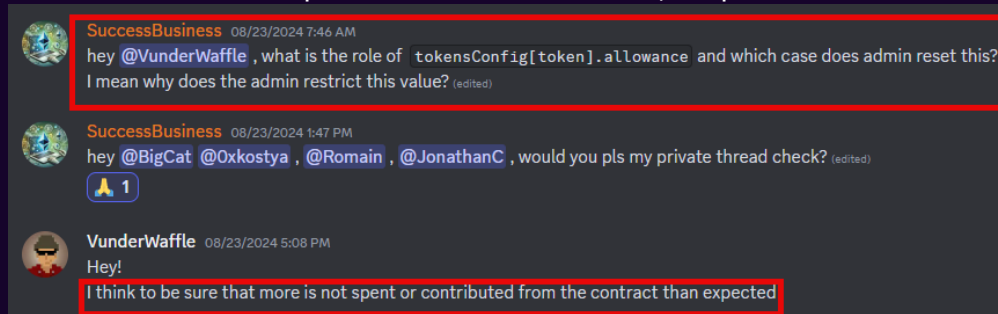 SuccessBusiness 08/23/2024 7:46 AM
hey @VunderWaffle , what is the role of tokensConfig[token].allowance and which case does admin reset this?
I mean why does the admin restrict this value? (edited)
SuccessBusiness 08/23/2024 1:47 PM
hey @BigCat @0xkostya , @Romain , @JonathanC , would you pls my private thread check? (edited)
🙏 1
VunderWaffle 08/23/2024 5:08 PM
Hey!
I think to be sure that more is not spent or contributed from the contract than expected